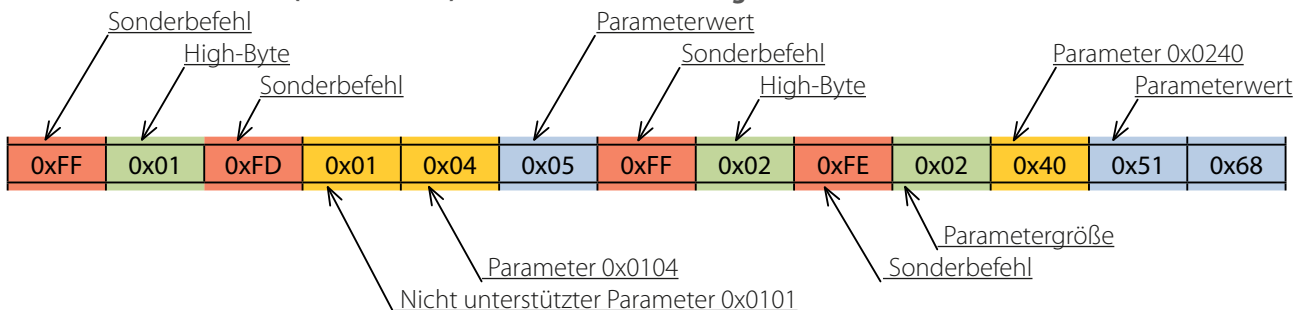 Sonderbefehl Parameterwert
High-Byte Sonderbefehl Parameter 0x0240
Sonderbefehl High-Byte Parameterwert
0xFF 0x01 0xFD 0x01 0x04 0x05 0xFF 0x02 0xFE 0x02 0x40 0x51 0x68
Parametergröße
Parameter 0x0104 Sonderbefehl
Nicht unterstützter Parameter 0x0101